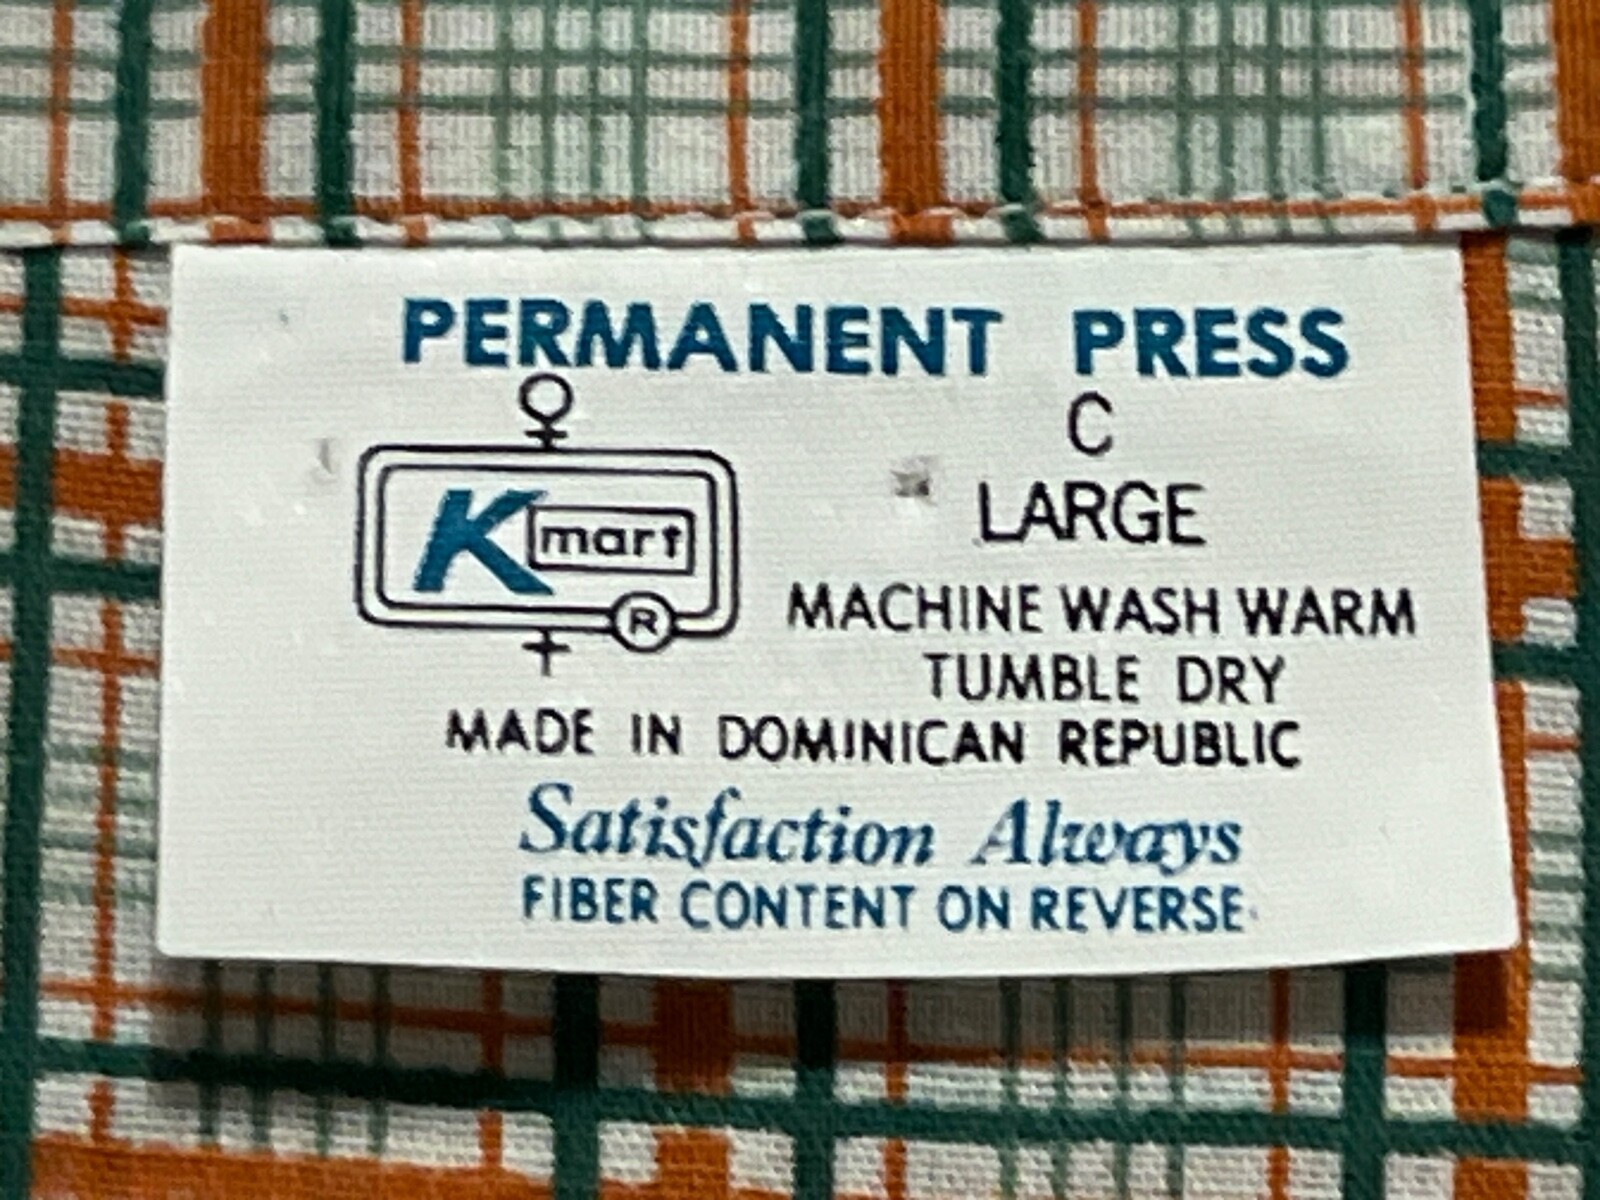 PERMANENT PRESS
C
LARGE
Kmart
®
MACHINE WASH WARM
TUMBLE DRY
MADE IN DOMINICAN REPUBLIC
Satisfaction Always
FIBER CONTENT ON REVERSE